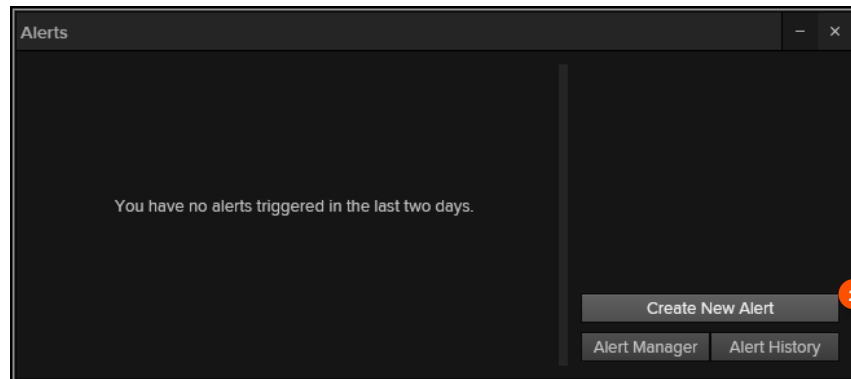 Alerts
You have no alerts triggered in the last two days.
Create New Alert
Alert Manager Alert History